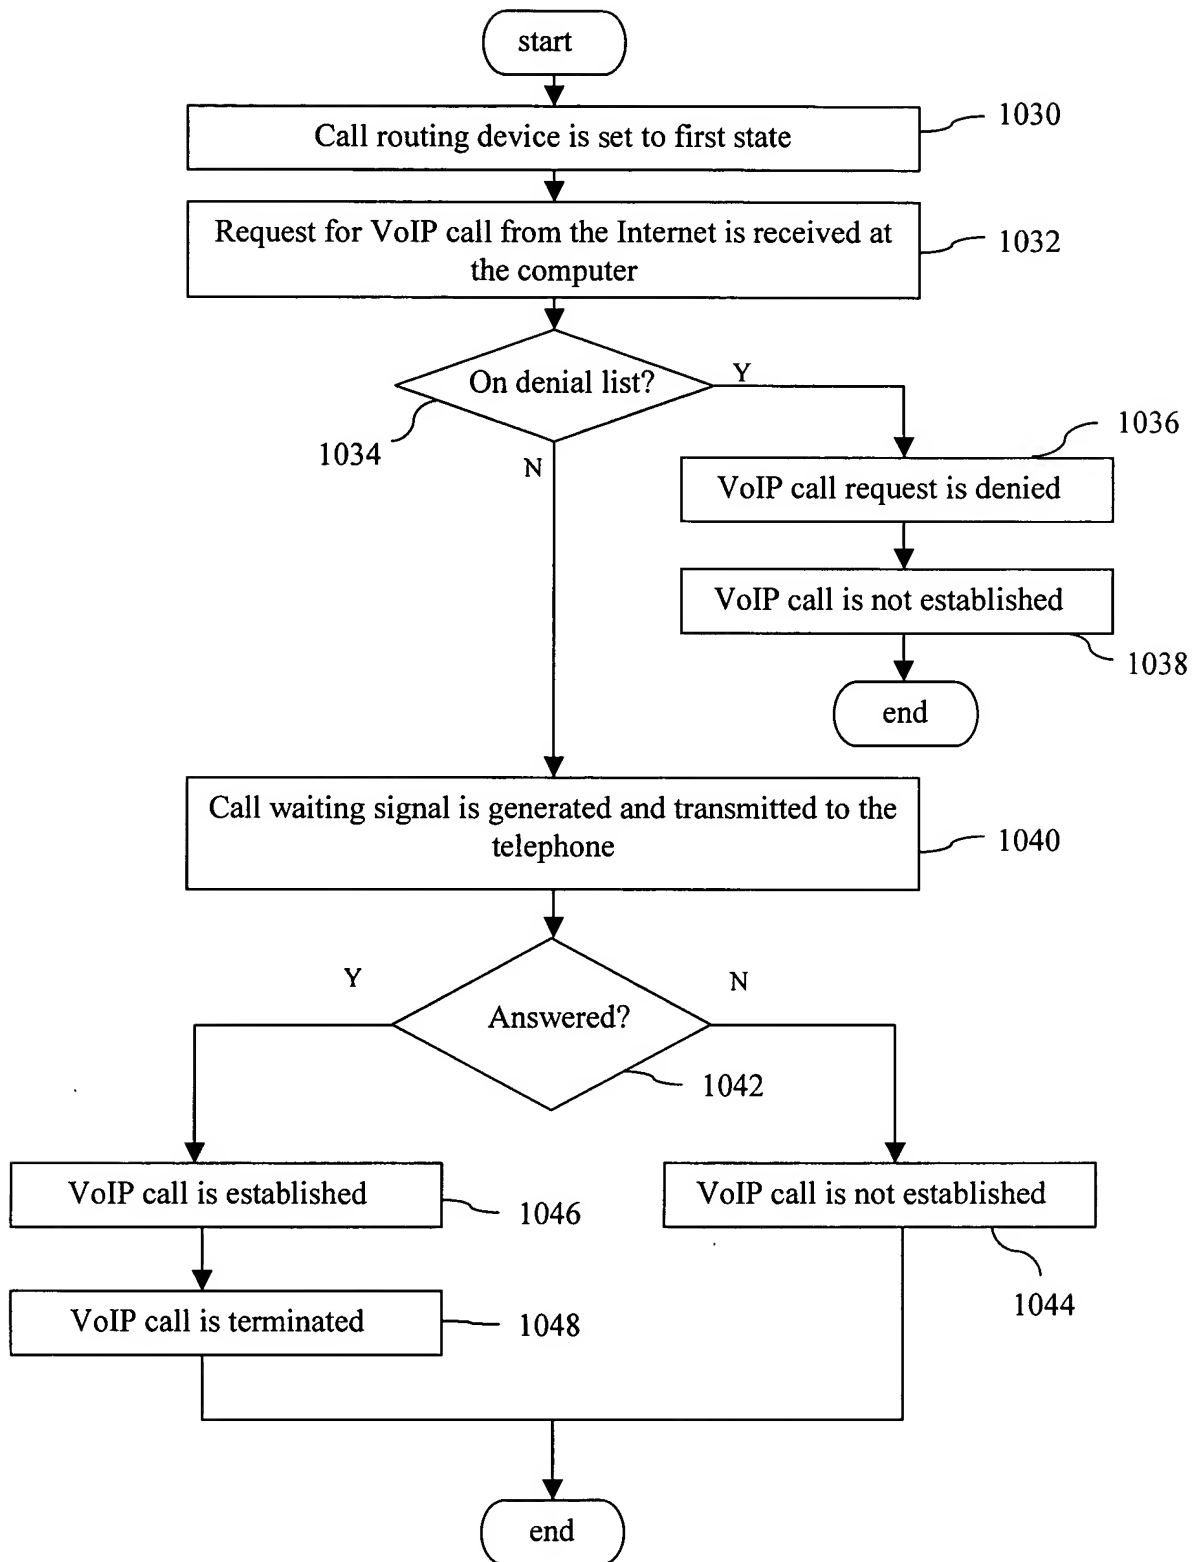 start
Call routing device is set to first state
1030
Request for VoIP call from the Internet is received at
the computer
1032
On denial list?
Y
1034
N
1036
VoIP call request is denied
VoIP call is not established
1038
end
Call waiting signal is generated and transmitted to the
telephone
1040
Y
N
Answered?
1042
VoIP call is established
1046
VoIP call is not established
1044
VoIP call is terminated
1048
end